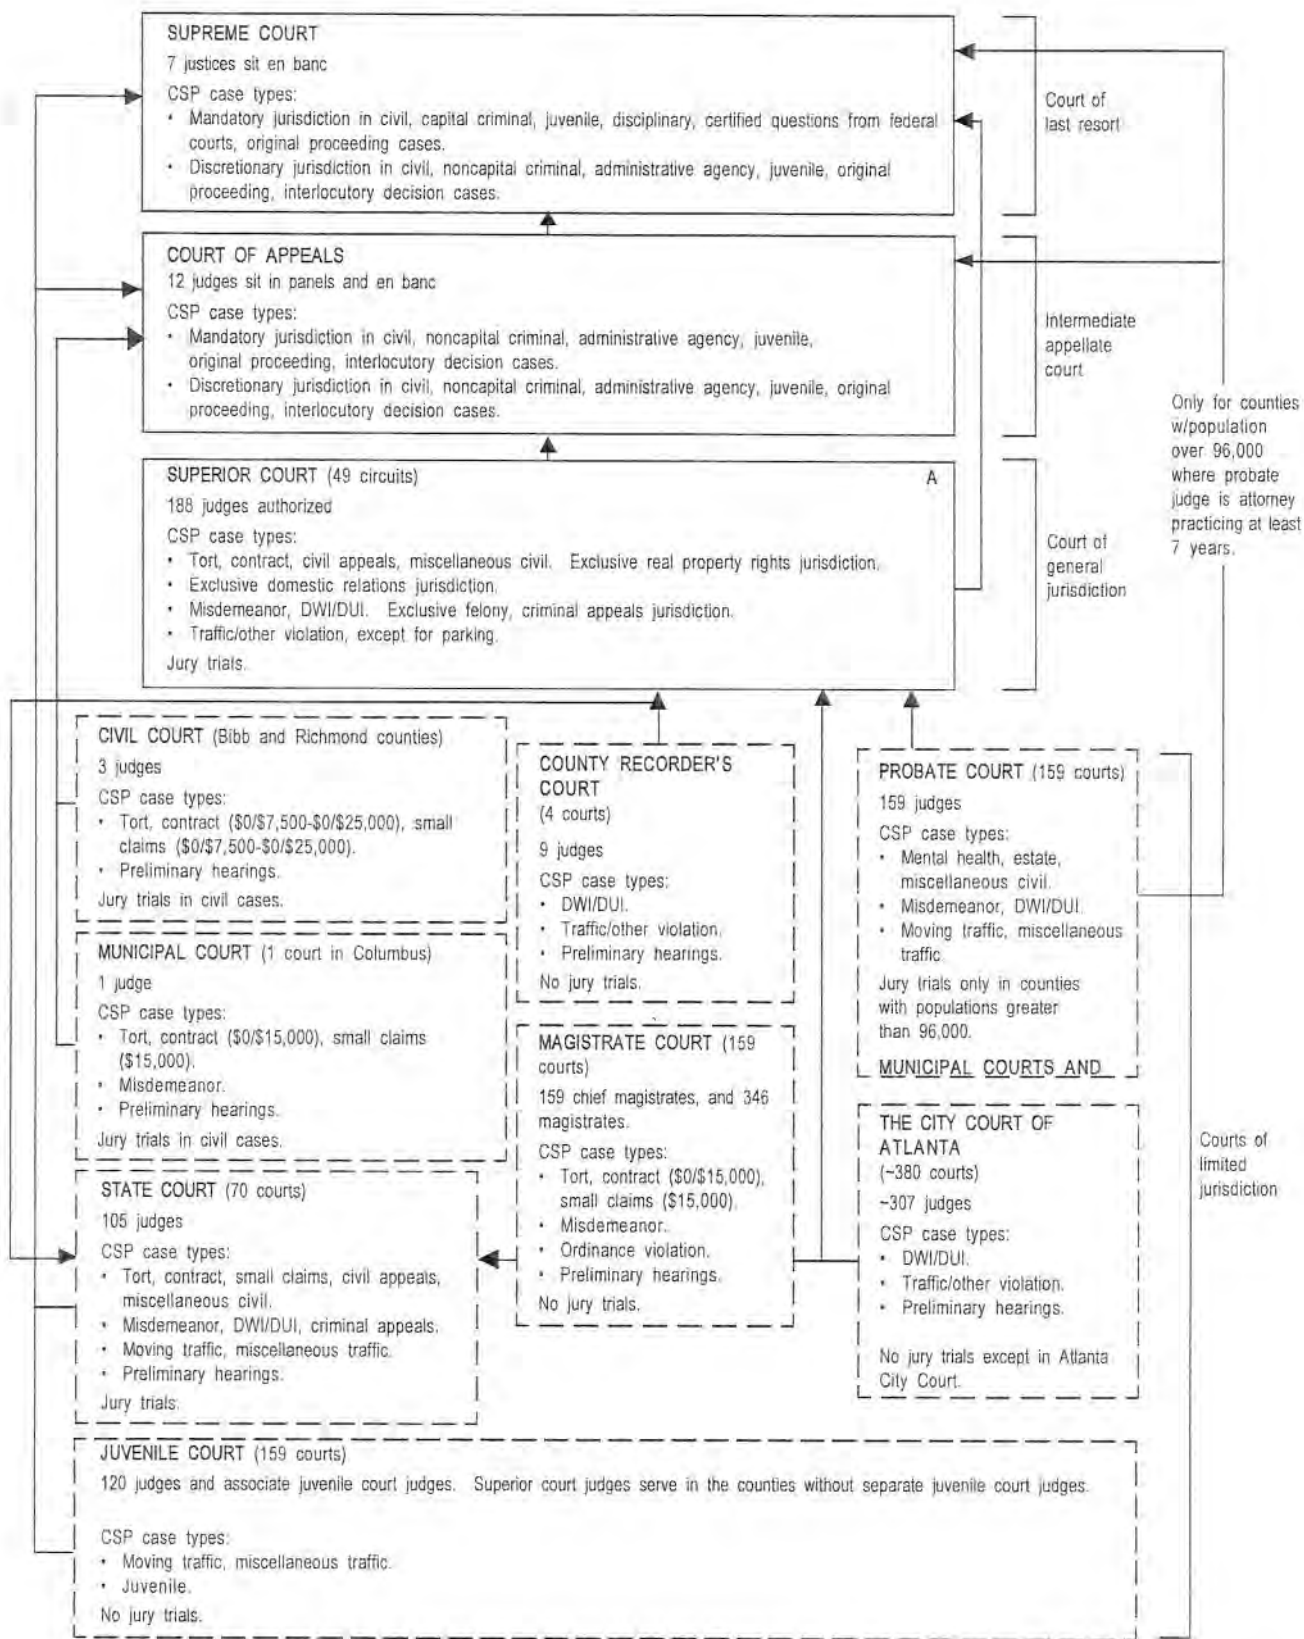 SUPREME COURT
7 justices sit en banc
CSP case types:
• Mandatory jurisdiction in civil, capital criminal, juvenile, disciplinary, certified questions from federal
courts, original proceeding cases.
• Discretionary jurisdiction in civil, noncapital criminal, administrative agency, juvenile, original
proceeding, interlocutory decision cases.
Court of
last resort
COURT OF APPEALS
12 judges sit in panels and en banc
CSP case types:
• Mandatory jurisdiction in civil, noncapital criminal, administrative agency, juvenile,
original proceeding, interlocutory decision cases.
• Discretionary jurisdiction in civil, noncapital criminal, administrative agency, juvenile, original
proceeding, interlocutory decision cases.
Intermediate
appellate
court
Only for counties
w/population
over 96,000
where probate
judge is attorney
practicing at least
7 years.
SUPERIOR COURT (49 circuits) A
188 judges authorized
CSP case types:
• Tort, contract, civil appeals, miscellaneous civil. Exclusive real property rights jurisdiction.
• Exclusive domestic relations jurisdiction.
• Misdemeanor, DWI/DUI. Exclusive felony, criminal appeals jurisdiction.
• Traffic/other violation, except for parking.
Jury trials.
Court of
general
jurisdiction
CIVIL COURT (Bibb and Richmond counties)
3 judges
CSP case types:
• Tort, contract ($0/$7,500-$0/$25,000), small
claims ($0/$7,500-$0/$25,000).
• Preliminary hearings.
Jury trials in civil cases.
MUNICIPAL COURT (1 court in Columbus)
1 judge
CSP case types:
• Tort, contract ($0/$15,000), small claims
($15,000).
• Misdemeanor.
• Preliminary hearings.
Jury trials in civil cases.
STATE COURT (70 courts)
105 judges
CSP case types:
• Tort, contract, small claims, civil appeals,
miscellaneous civil.
• Misdemeanor, DWI/DUI, criminal appeals.
• Moving traffic, miscellaneous traffic.
• Preliminary hearings.
Jury trials.
COUNTY RECORDER'S
COURT
(4 courts)
9 judges
CSP case types:
• DWI/DUI.
• Traffic/other violation.
• Preliminary hearings.
No jury trials.
MAGISTRATE COURT (159
courts)
159 chief magistrates, and 346
magistrates.
CSP case types:
• Tort, contract ($0/$15,000),
small claims ($15,000).
• Misdemeanor.
• Ordinance violation.
• Preliminary hearings.
No jury trials.
PROBATE COURT (159 courts)
159 judges
CSP case types:
• Mental health, estate,
miscellaneous civil.
• Misdemeanor, DWI/DUI.
• Moving traffic, miscellaneous
traffic.
Jury trials only in counties
with populations greater
than 96,000.
MUNICIPAL COURTS AND
THE CITY COURT OF
ATLANTA
(~380 courts)
~307 judges
CSP case types:
• DWI/DUI.
• Traffic/other violation.
• Preliminary hearings.
No jury trials except in Atlanta
City Court.
Courts of
limited
jurisdiction
JUVENILE COURT (159 courts)
120 judges and associate juvenile court judges. Superior court judges serve in the counties without separate juvenile court judges.
CSP case types:
• Moving traffic, miscellaneous traffic.
• Juvenile.
No jury trials.